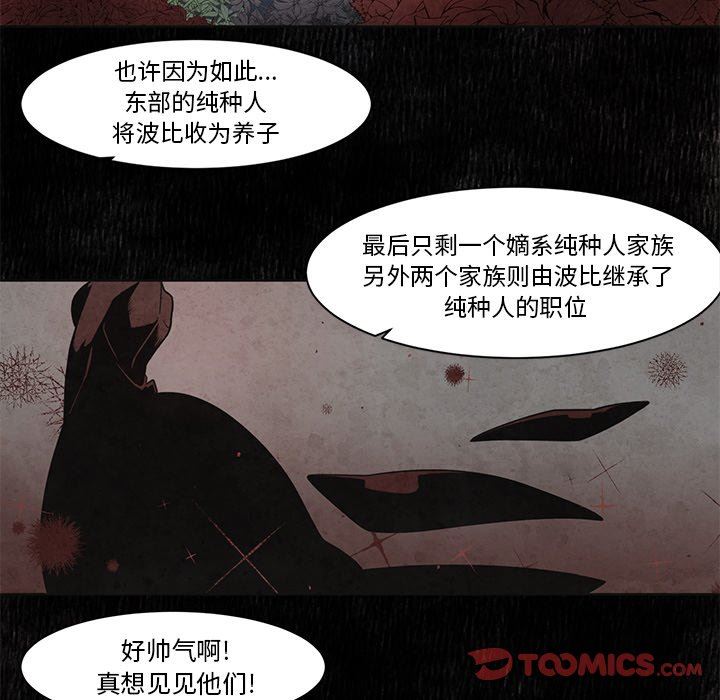 也许因为如此...
东部的纯种人
将波比收为养子
最后只剩一个嫡系纯种人家族
另外两个家族则由波比继承了
纯种人的职位
好帅气啊!
真想见见他们!
TOOMICS.COM